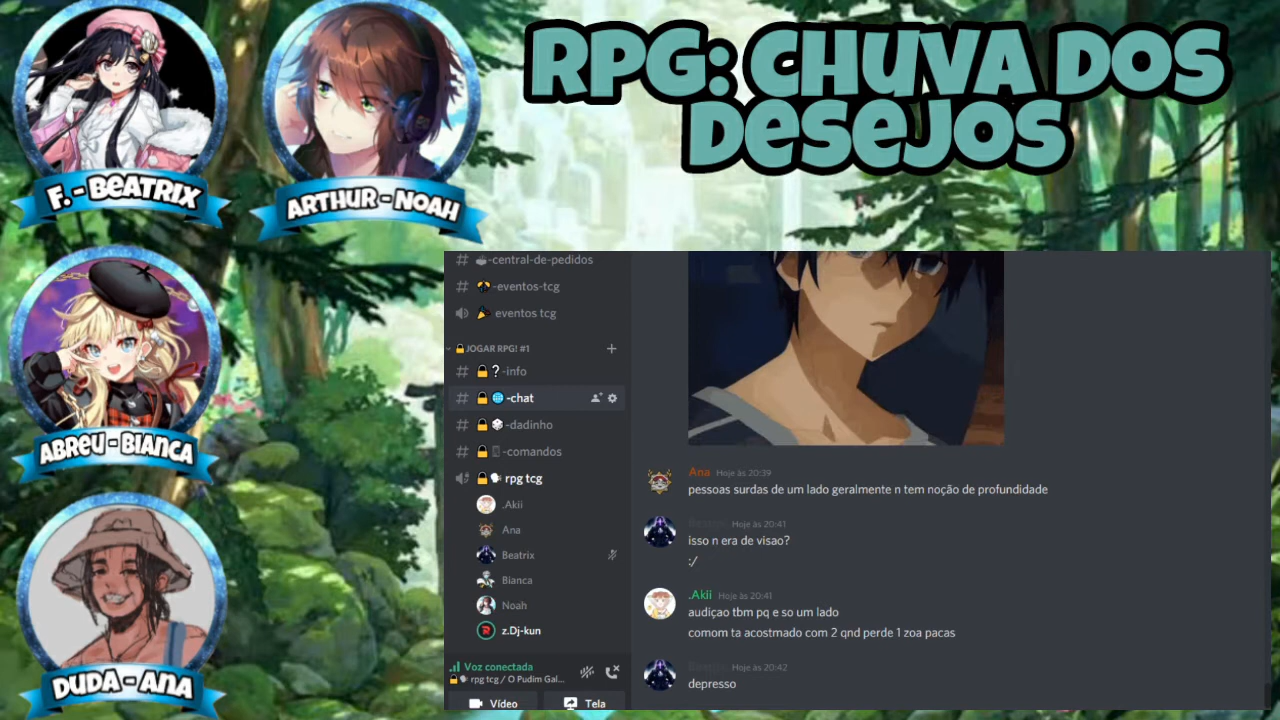 RPG: CHUVA DOS
DESEJOS
F. - BEATRIX
ARTHUR - NOAH
ABREU - BIANCA
DUDA - ANA
-central-de-pedidos
-eventos-tcg
eventos tcg
JOGAR RPG! #1
-info
-chat
-dadinho
-comandos
rpg tcg
.Akii
Ana
Beatrix
Bianca
Noah
z.Dj-kun
Voz conectada
rpg tcg / O Pudim Gal...
Vídeo
Tela
Ana Hoje às 20:39
pessoas surdas de um lado geralmente n tem noção de profundidade
Beatrix Hoje às 20:41
isso n era de visao?
:/
.Akii Hoje às 20:41
audiçao tbm pq e so um lado
comom ta acostmado com 2 qnd perde 1 zoa pacas
Beatrix Hoje às 20:42
depresso